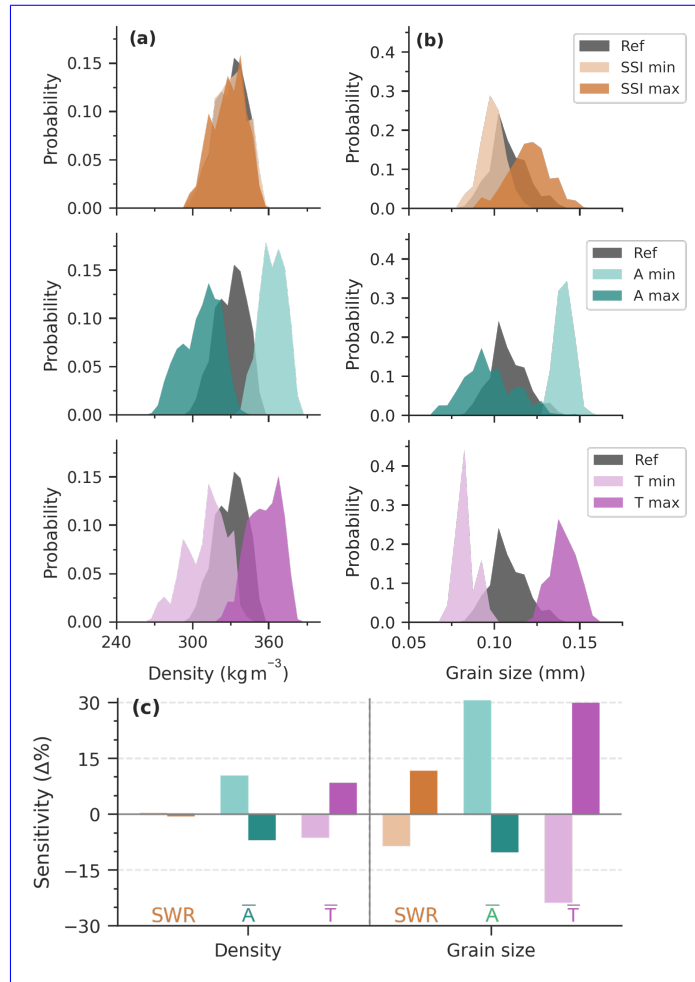 (a)
(b)
Probability
0.15
0.10
0.05
0.00
Probability
0.4
0.3
0.2
0.1
0.0
Ref
SSI min
SSI max
Probability
0.15
0.10
0.05
0.00
Probability
0.4
0.3
0.2
0.1
0.0
Ref
A min
A max
Probability
0.15
0.10
0.05
0.00
240 300 360
Density (kg m⁻³)
Probability
0.4
0.3
0.2
0.1
0.0
0.05 0.10 0.15
Grain size (mm)
Ref
T min
T max
(c)
Sensitivity (Δ%)
30
15
0
−15
−30
SWR A̅ T̅ SWR A̅ T̅
Density Grain size